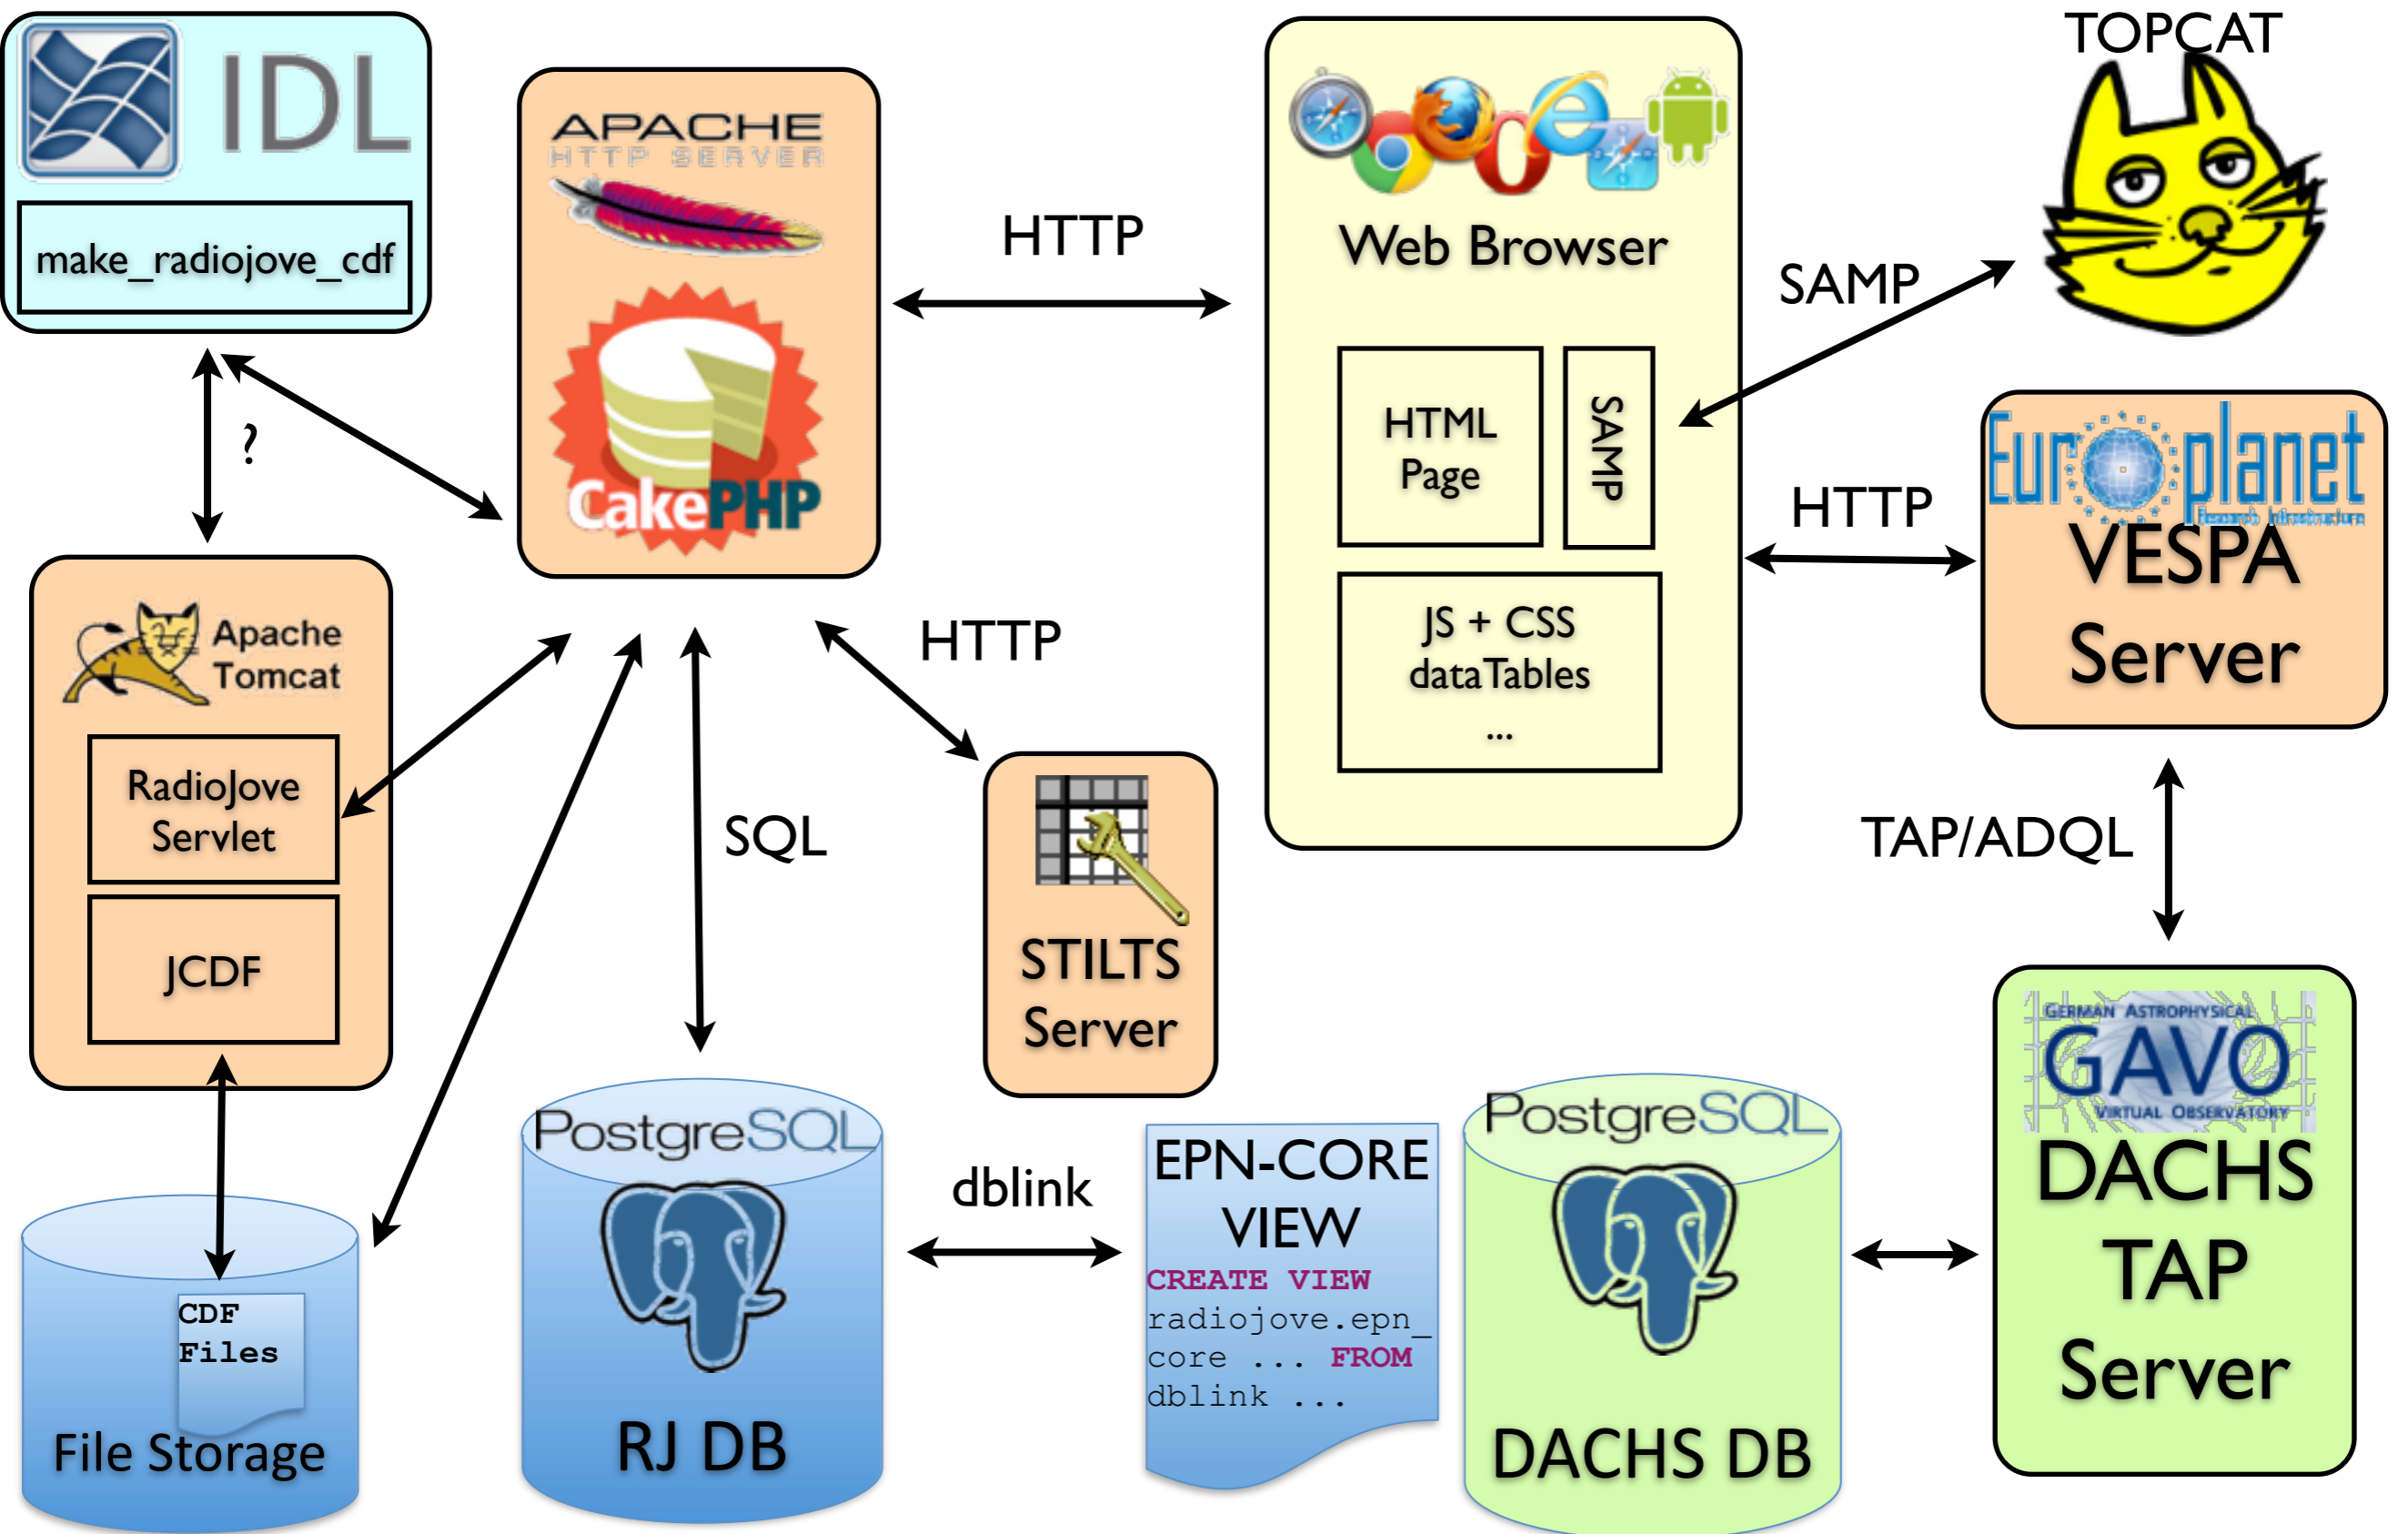 IDL
make_radiojove_cdf
?
APACHE
HTTP SERVER
CakePHP
HTTP
Web Browser
HTML
Page
SAMP
JS + CSS
dataTables
...
TOPCAT
SAMP
HTTP
Europlanet
Research Infrastructure
VESPA
Server
Apache
Tomcat
RadioJove
Servlet
JCDF
HTTP
SQL
STILTS
Server
TAP/ADQL
GERMAN ASTROPHYSICAL
GAVO
VIRTUAL OBSERVATORY
DACHS
TAP
Server
CDF
Files
File Storage
PostgreSQL
RJ DB
dblink
EPN-CORE
VIEW
CREATE VIEW
radiojove.epn_
core ... FROM
dblink ...
PostgreSQL
DACHS DB